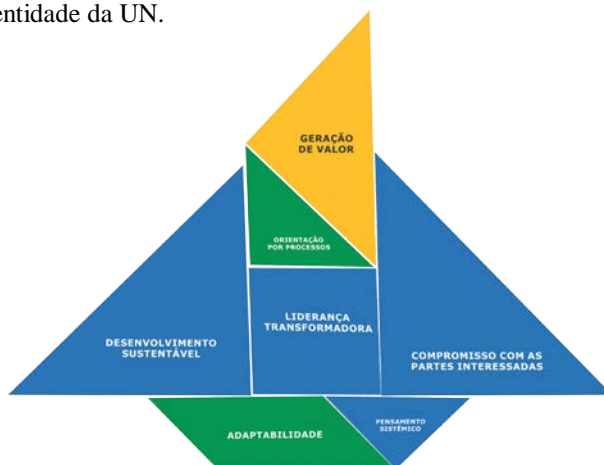 entidade da UN.
GERAÇÃO
DE VALOR
ORIENTAÇÃO
POR PROCESSOS
LIDERANÇA
TRANSFORMADORA
DESENVOLVIMENTO
SUSTENTÁVEL
COMPROMISSO COM AS
PARTES INTERESSADAS
ADAPTABILIDADE
PENSAMENTO
SISTÊMICO